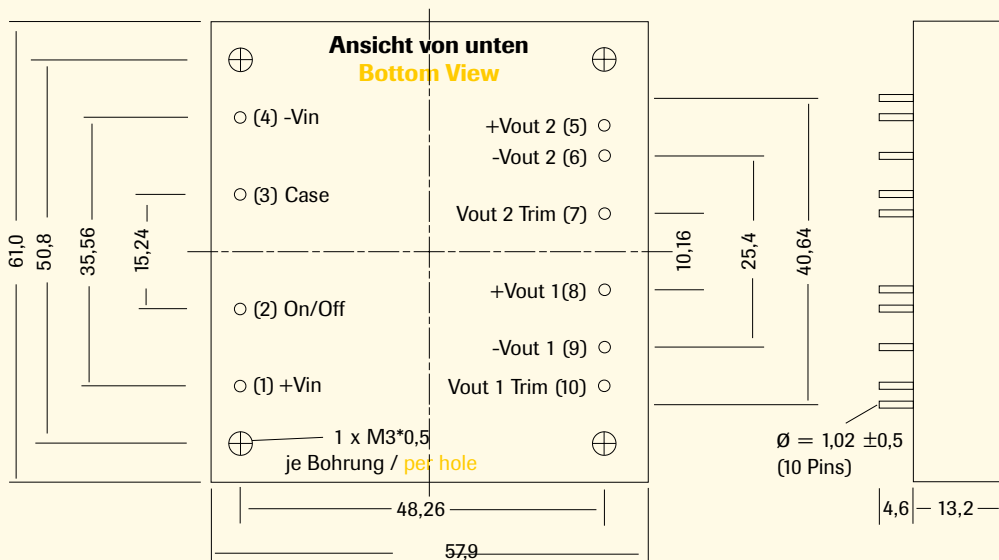 Ansicht von unten
Bottom View
(4) -Vin
+Vout 2 (5)
-Vout 2 (6)
(3) Case
Vout 2 Trim (7)
61,0
50,8
35,56
15,24
10,16
25,4
40,64
+Vout 1(8)
(2) On/Off
-Vout 1 (9)
(1) +Vin
Vout 1 Trim (10)
1 x M3*0,5
je Bohrung / per hole
Ø = 1,02 ±0,5
(10 Pins)
48,26
4,6
13,2
57,9